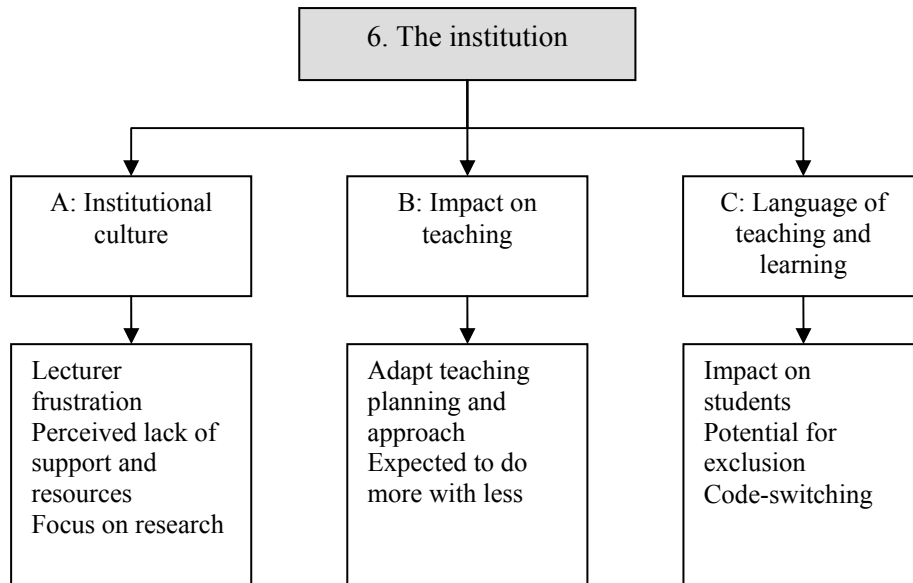 6. The institution
A: Institutional
culture
B: Impact on
teaching
C: Language of
teaching and
learning
Lecturer
frustration
Perceived lack of
support and
resources
Focus on research
Adapt teaching
planning and
approach
Expected to do
more with less
Impact on
students
Potential for
exclusion
Code-switching